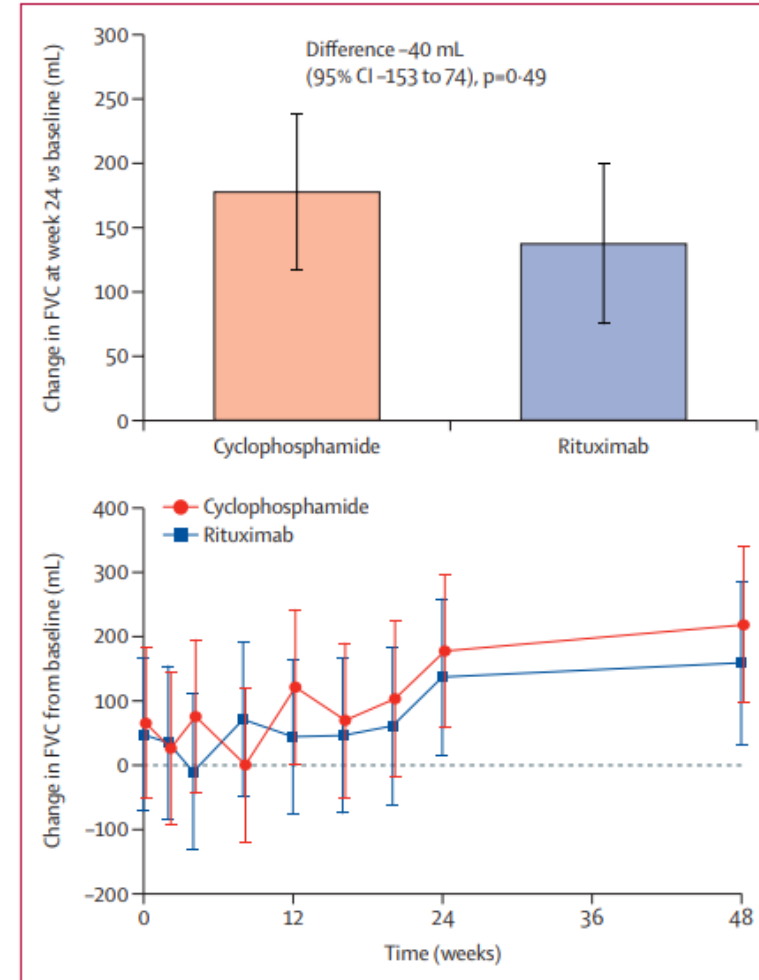 Change in FVC at week 24 vs baseline (mL)
300
250
200
150
100
50
0
Difference –40 mL
(95% CI –153 to 74), p=0·49
Cyclophosphamide
Rituximab
Change in FVC from baseline (mL)
400
300
200
100
0
–100
–200
Cyclophosphamide
Rituximab
0
12
24
36
48
Time (weeks)